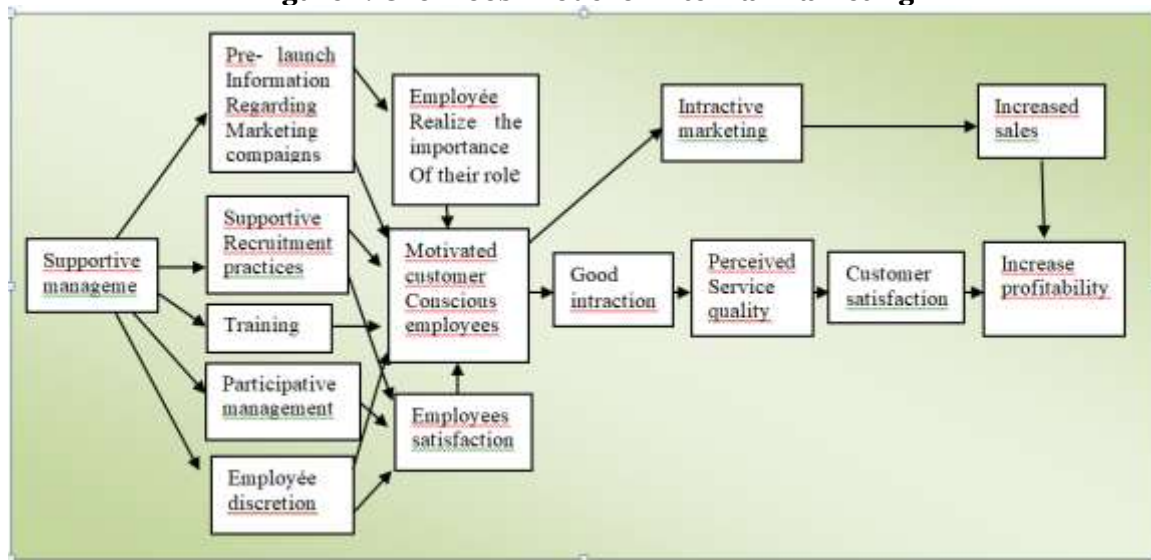 Pre- launch
Information
Regarding
Marketing
compaigns
Employée
Realize the
importance
Of their role
Intractive
marketing
Increased
sales
Supportive
Recruitment
practices
Supportive
manageme
Motivated
customer
Conscious
employees
Good
intraction
Perceived
Service
quality
Customer
satisfaction
Increase
profitability
Training
Participative
management
Employees
satisfaction
Employée
discretion